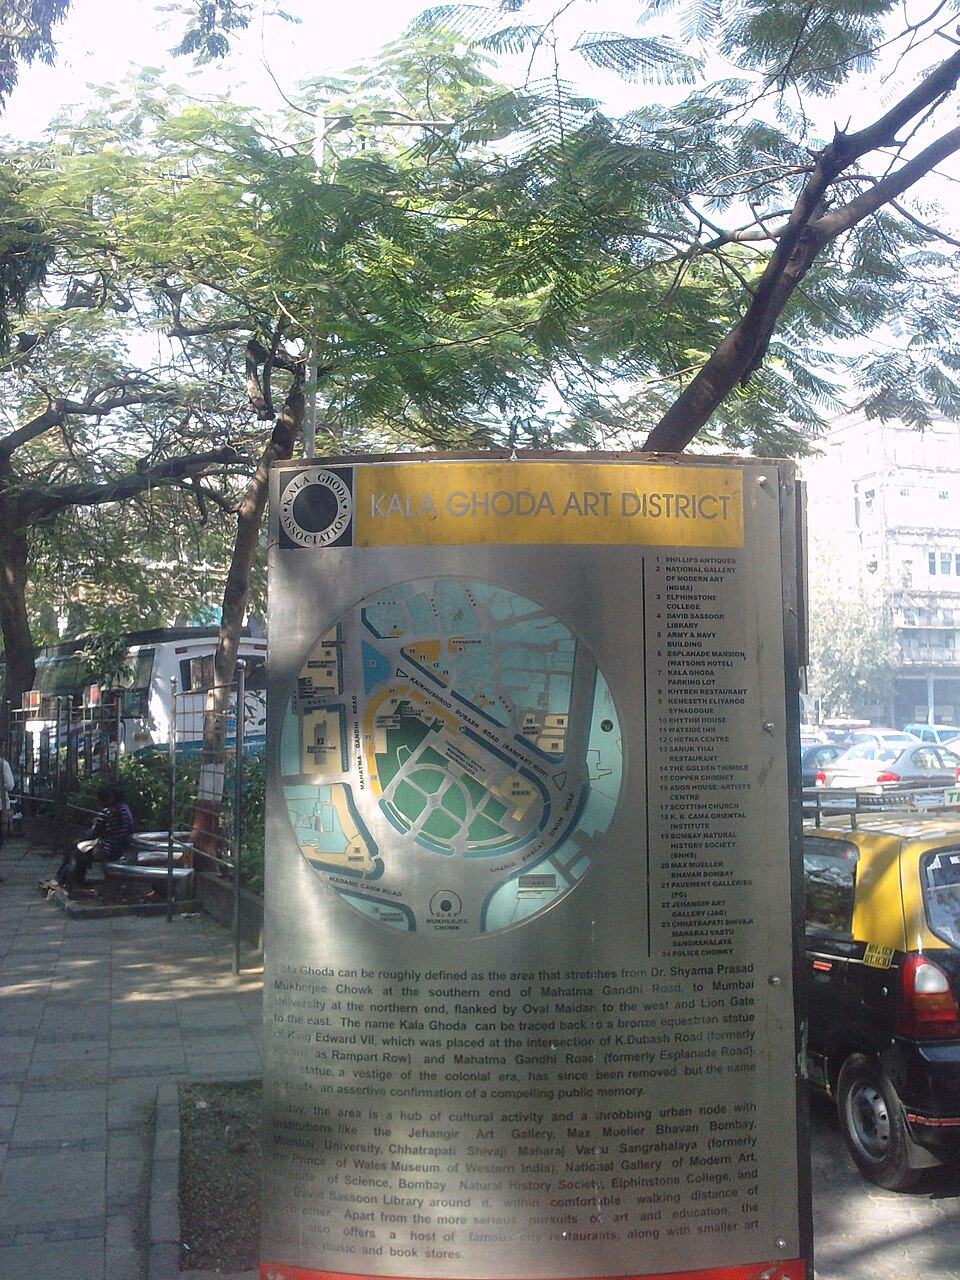 KALA GHODA ASSOCIATION
KALA GHODA ART DISTRICT
1 PHILLIPS ANTIQUES
2 NATIONAL GALLERY
OF MODERN ART
(NGMA)
3 ELPHINSTONE
COLLEGE
4 DAVID SASSOON
LIBRARY
5 ARMY & NAVY
BUILDING
6 ESPLANADE MANSION
(WATSONS HOTEL)
7 KALA GHODA
PARKING LOT
8 KHYBER RESTAURANT
9 KENESETH ELIYAHOO
SYNAGOGUE
10 RHYTHM HOUSE
11 WAYSIDE INN
12 CHETNA CENTRE
13 SANUK THAI
RESTAURANT
14 THE GOLDEN THIMBLE
15 COPPER CHIMNEY
16 ADOR HOUSE-ARTISTS
CENTRE
17 SCOTTISH CHURCH
18 K. R. CAMA ORIENTAL
INSTITUTE
19 BOMBAY NATURAL
HISTORY SOCIETY
(BNHS)
20 MAX MUELLER
BHAVAN BOMBAY
21 PAVEMENT GALLERIES
(PG)
22 JEHANGIR ART
GALLERY (JAG)
23 CHHATRAPATI SHIVAJI
MAHARAJ VASTU
SANGRAHALAYA
24 POLICE CHOWKY
SYNAGOGUE
KAIKHUSHROO DUBASH ROAD (RAMPART ROW)
MAHATMA GANDHI ROAD
SHAHID BHAGAT SINGH ROAD
MADAME CAMA ROAD
MUKHERJEE
CHOWK
Kala Ghoda can be roughly defined as the area that stretches from Dr. Shyama Prasad
Mukherjee Chowk at the southern end of Mahatma Gandhi Road, to Mumbai
University at the northern end, flanked by Oval Maidan to the west and Lion Gate
to the east. The name Kala Ghoda can be traced back to a bronze equestrian statue
of King Edward VII, which was placed at the intersection of K.Dubash Road (formerly
as Rampart Row) and Mahatma Gandhi Road (formerly Esplanade Road).
statue, a vestige of the colonial era, has since been removed but the name
persists, an assertive confirmation of a compelling public memory.
Today, the area is a hub of cultural activity and a throbbing urban node with
institutions like the Jehangir Art Gallery, Max Mueller Bhavan Bombay,
Mumbai University, Chhatrapati Shivaji Maharaj Vastu Sangrahalaya (formerly
the Prince of Wales Museum of Western India), National Gallery of Modern Art,
of Science, Bombay Natural History Society, Elphinstone College, and
David Sassoon Library around it, within comfortable walking distance of
each other. Apart from the more serious pursuits of art and education, the
also offers a host of famous city restaurants, along with smaller art
music and book stores.